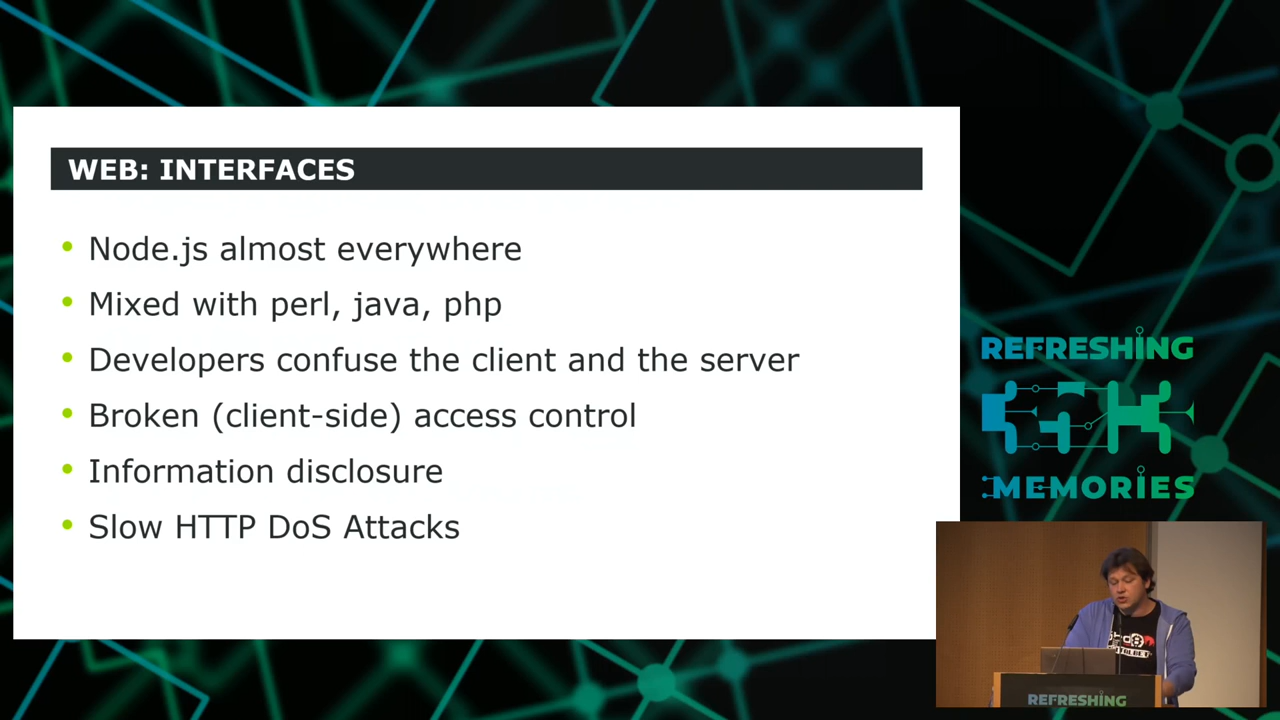 WEB: INTERFACES
Node.js almost everywhere
Mixed with perl, java, php
Developers confuse the client and the server
Broken (client-side) access control
Information disclosure
Slow HTTP DoS Attacks
REFRESHING
MEMORIES
REFRESHING